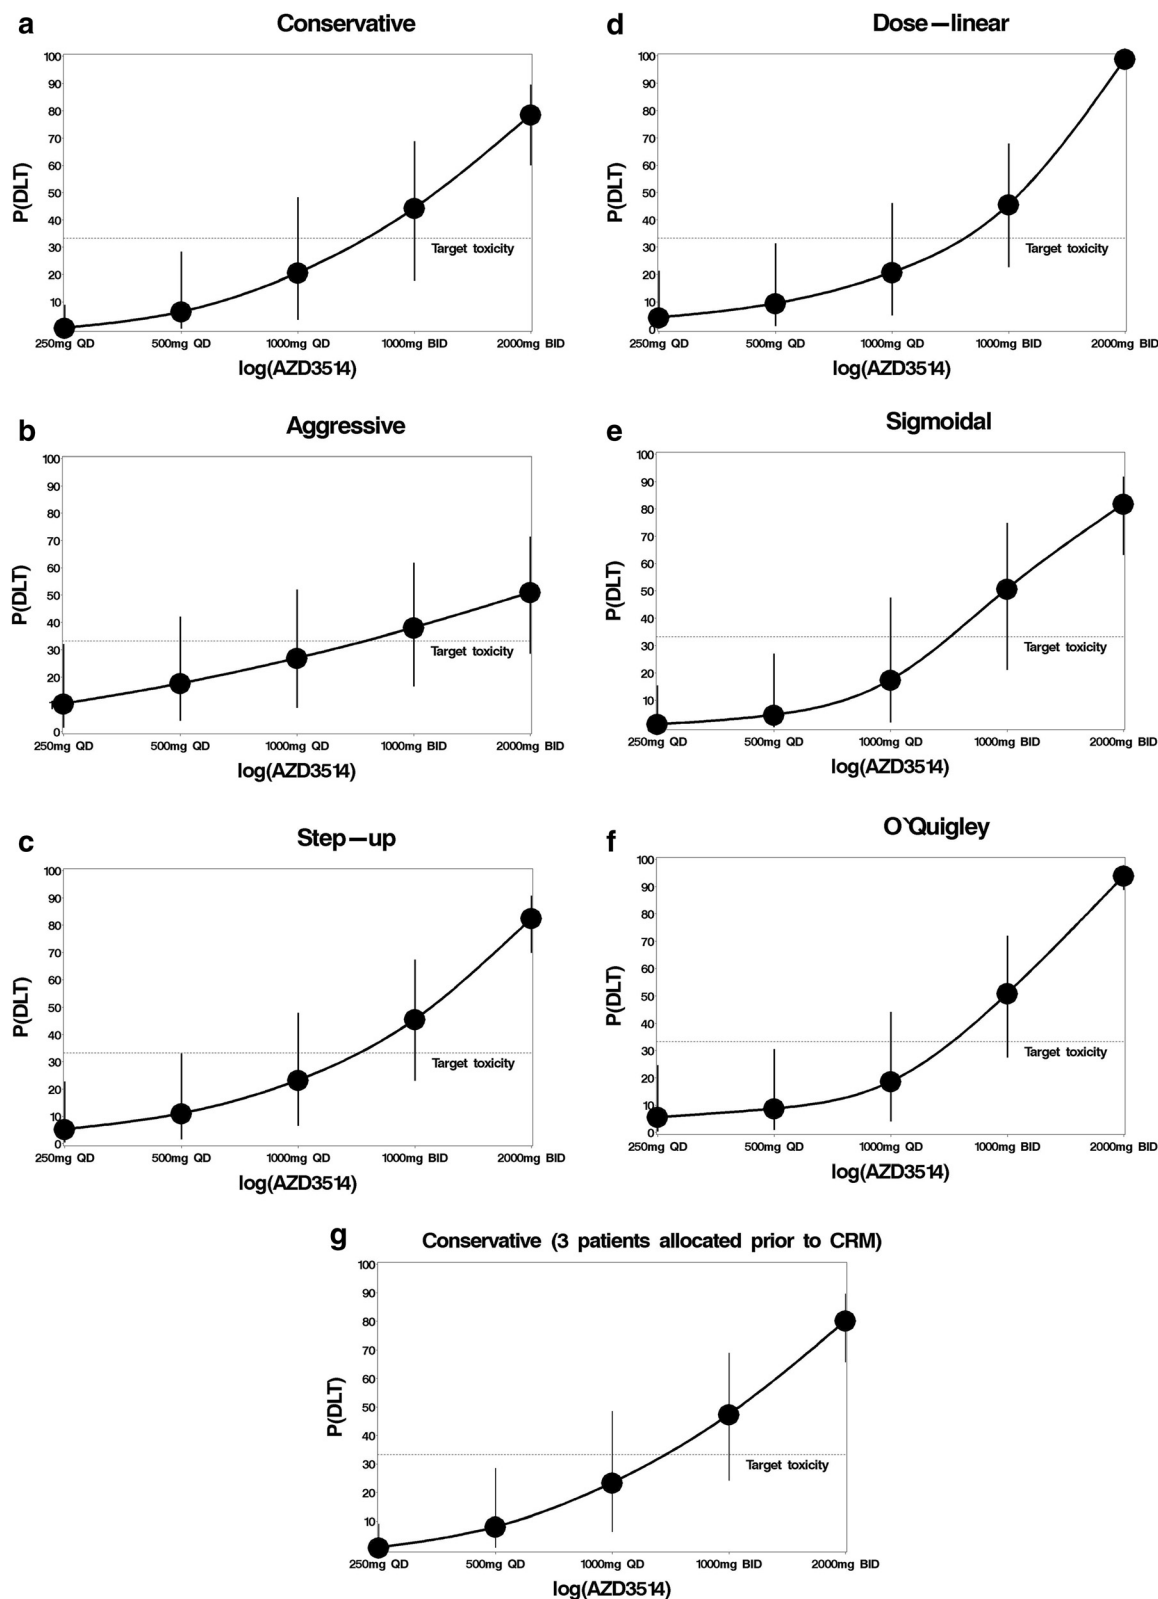 a
Conservative
100
90
80
70
60
50
40
30
20
10
P(DLT)
Target toxicity
250mg QD 500mg QD 1000mg QD 1000mg BID 2000mg BID
log(AZD3514)
d
Dose—linear
100
90
80
70
60
50
40
30
20
10
0
P(DLT)
Target toxicity
250mg QD 500mg QD 1000mg QD 1000mg BID 2000mg BID
log(AZD3514)
b
Aggressive
100
90
80
70
60
50
40
30
20
0
P(DLT)
Target toxicity
250mg QD 500mg QD 1000mg QD 1000mg BID 2000mg BID
log(AZD3514)
e
Sigmoidal
100
90
80
70
60
50
40
30
20
10
P(DLT)
Target toxicity
250mg QD 500mg QD 1000mg QD 1000mg BID 2000mg BID
log(AZD3514)
c
Step—up
100
90
80
70
60
50
40
30
20
10
0
P(DLT)
Target toxicity
250mg QD 500mg QD 1000mg QD 1000mg BID 2000mg BID
log(AZD3514)
f
O`Quigley
100
90
80
70
60
50
40
30
20
10
0
P(DLT)
Target toxicity
250mg QD 500mg QD 1000mg QD 1000mg BID 2000mg BID
log(AZD3514)
g
Conservative (3 patients allocated prior to CRM)
100
90
80
70
60
50
40
30
20
10
P(DLT)
Target toxicity
250mg QD 500mg QD 1000mg QD 1000mg BID 2000mg BID
log(AZD3514)